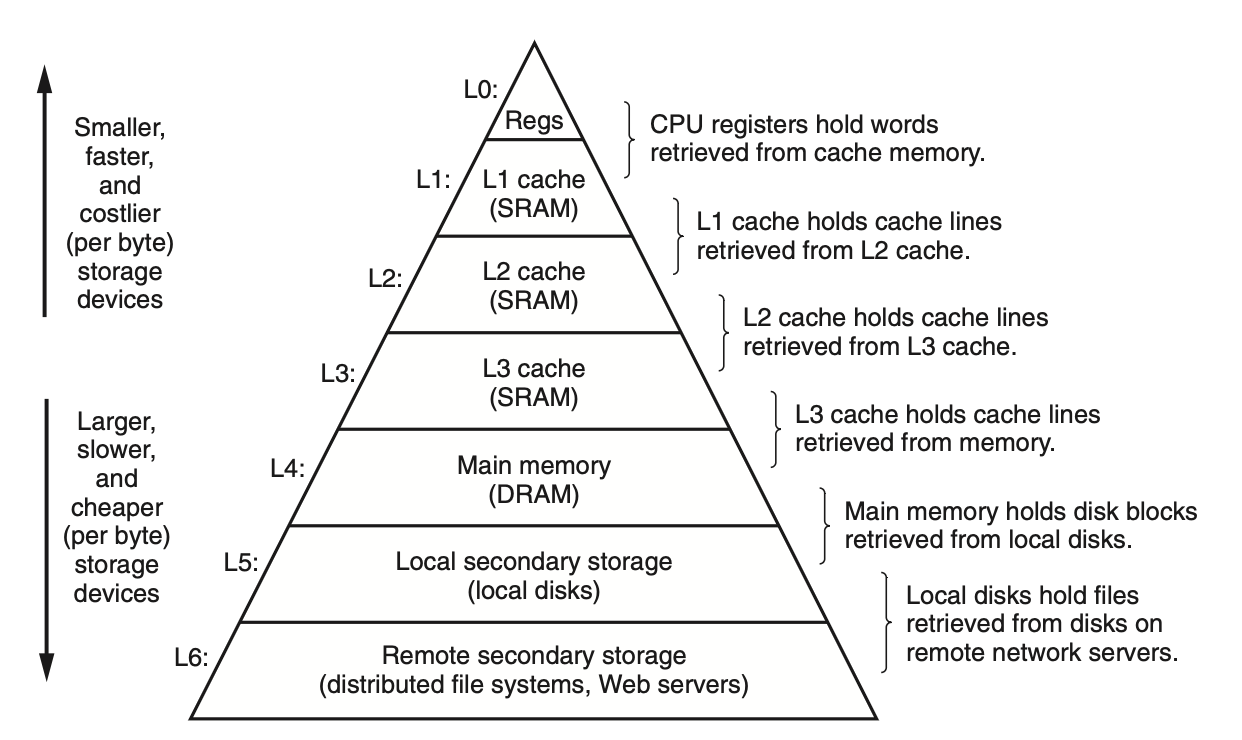 L0:
Regs
CPU registers hold words
retrieved from cache memory.
Smaller,
faster,
and
costlier
(per byte)
storage
devices
L1:
L1 cache
(SRAM)
L1 cache holds cache lines
retrieved from L2 cache.
L2:
L2 cache
(SRAM)
L2 cache holds cache lines
retrieved from L3 cache.
L3:
L3 cache
(SRAM)
L3 cache holds cache lines
retrieved from memory.
Larger,
slower,
and
cheaper
(per byte)
storage
devices
L4:
Main memory
(DRAM)
Main memory holds disk blocks
retrieved from local disks.
L5:
Local secondary storage
(local disks)
Local disks hold files
retrieved from disks on
remote network servers.
L6:
Remote secondary storage
(distributed file systems, Web servers)